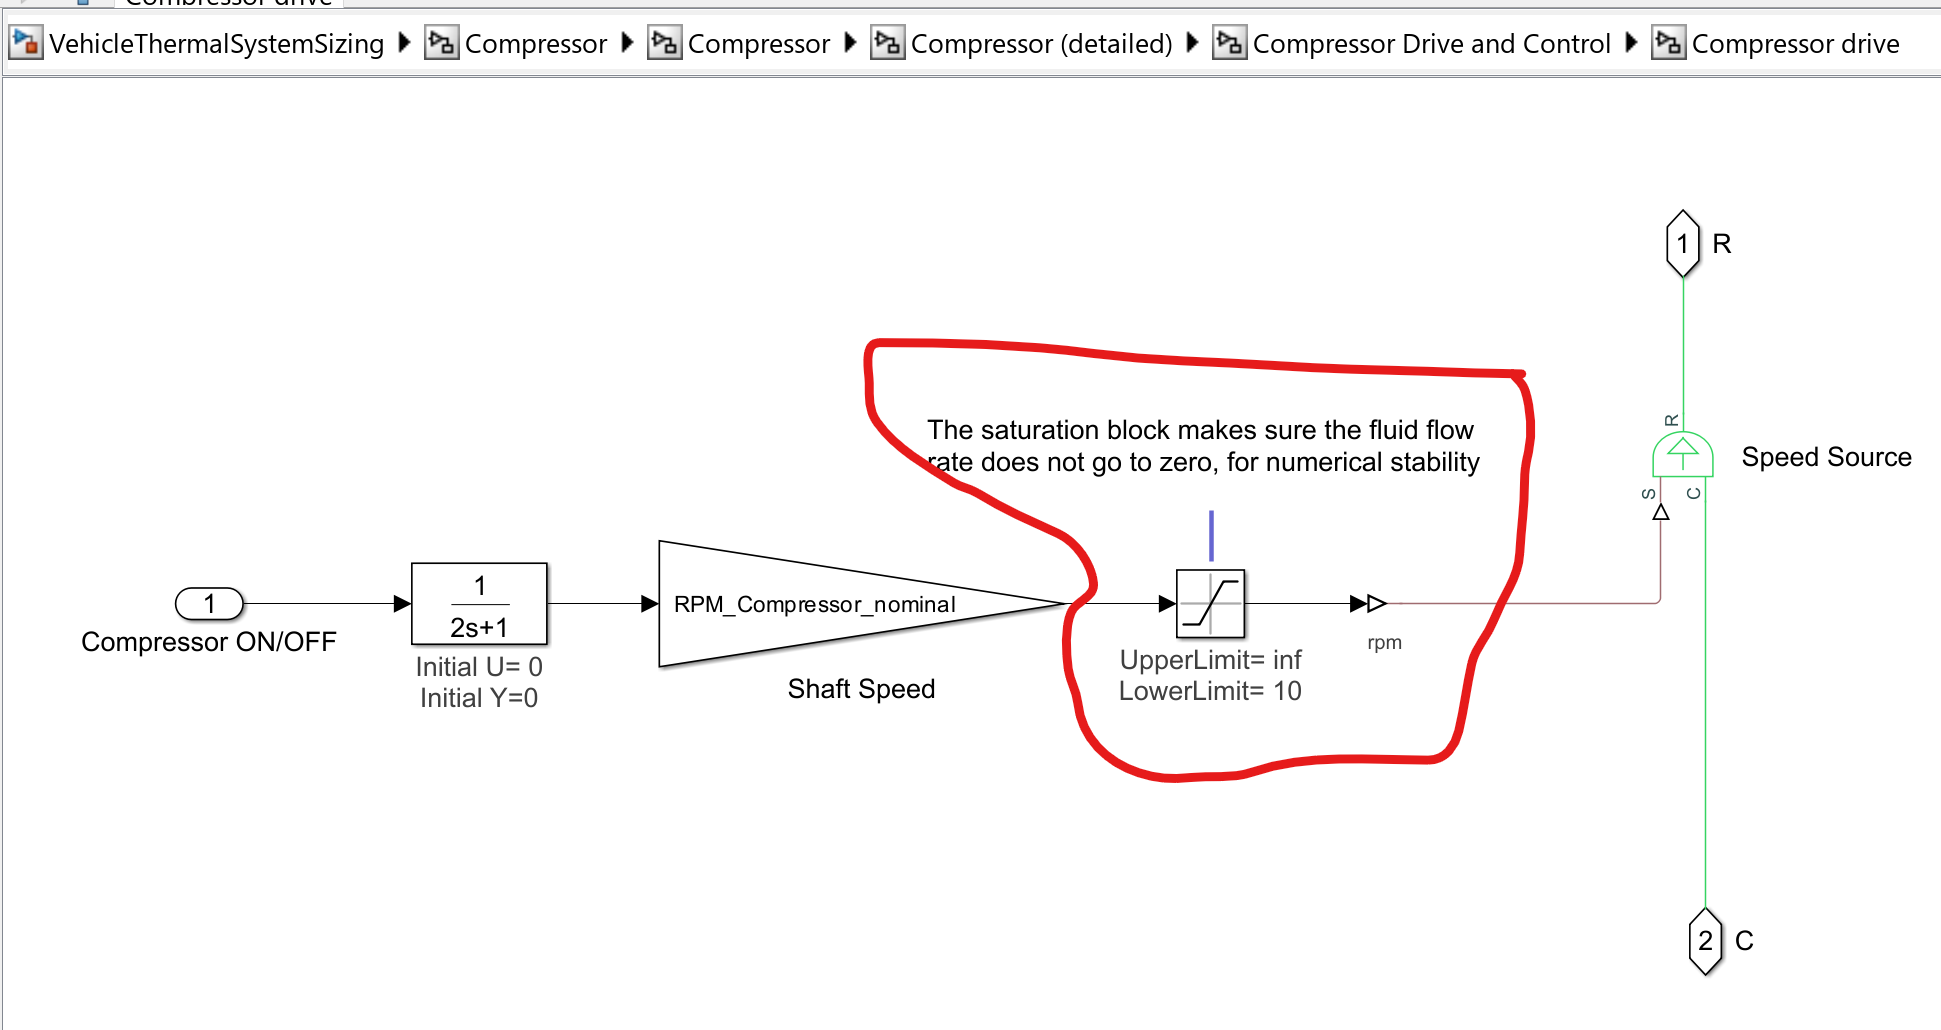 Compressor drive
VehicleThermalSystemSizing Compressor Compressor Compressor (detailed) Compressor Drive and Control Compressor drive
1 R
The saturation block makes sure the fluid flow
rate does not go to zero, for numerical stability
R
Speed Source
S C
1
Compressor ON/OFF
1
2s+1
Initial U= 0
Initial Y=0
RPM_Compressor_nominal
Shaft Speed
UpperLimit= inf
LowerLimit= 10
rpm
2 C